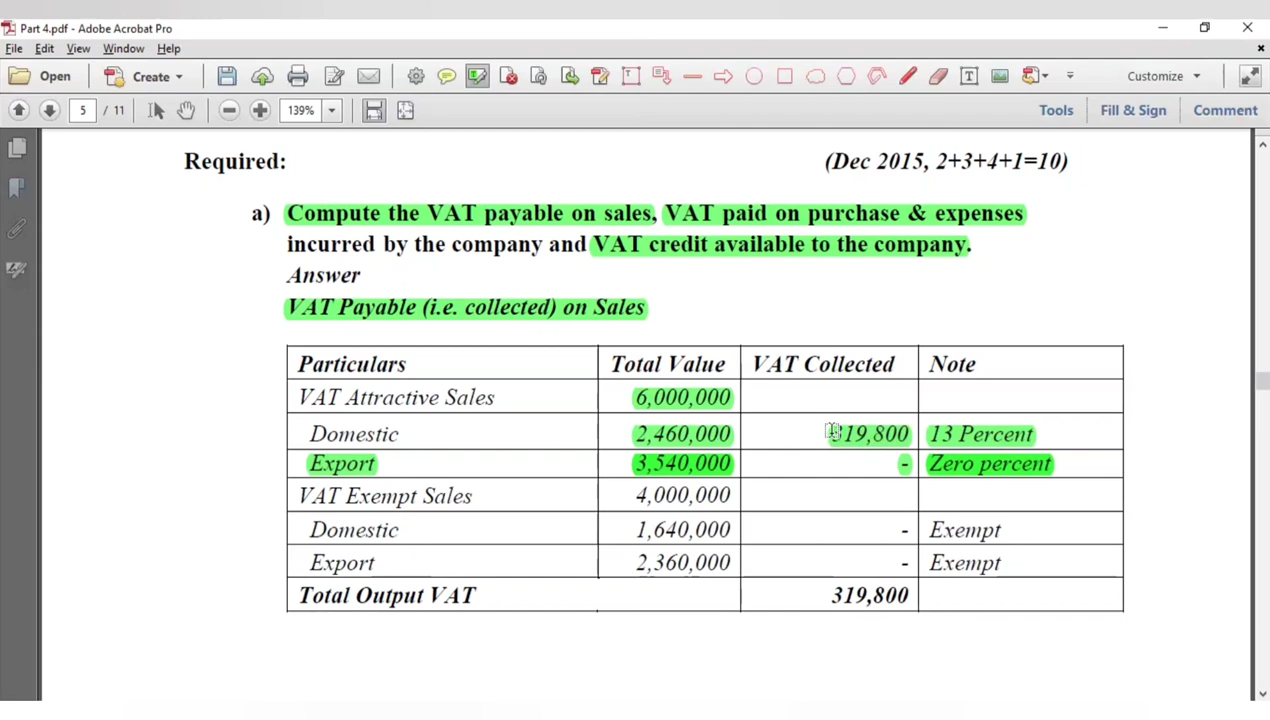 Part 4.pdf - Adobe Acrobat Pro
File Edit View Window Help
Open Create Customize
5 / 11 139% Tools Fill & Sign Comment
Required: (Dec 2015, 2+3+4+1=10)
a) Compute the VAT payable on sales, VAT paid on purchase & expenses
incurred by the company and VAT credit available to the company.
Answer
VAT Payable (i.e. collected) on Sales
Particulars Total Value VAT Collected Note
VAT Attractive Sales 6,000,000
Domestic 2,460,000 319,800 13 Percent
Export 3,540,000 - Zero percent
VAT Exempt Sales 4,000,000
Domestic 1,640,000 - Exempt
Export 2,360,000 - Exempt
Total Output VAT 319,800